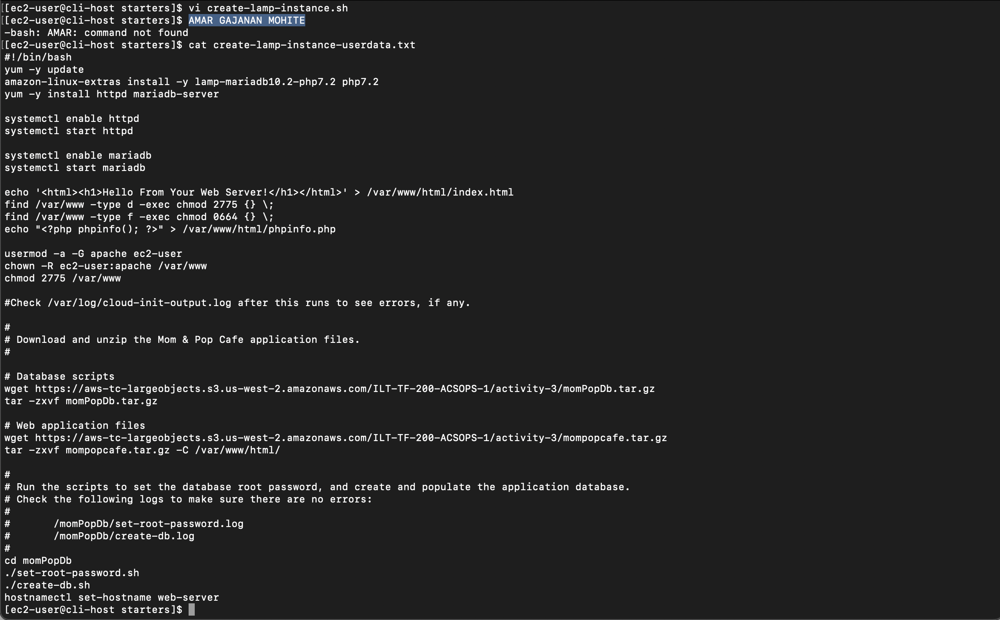 [[ec2-user@cli-host starters]$ vi create-lamp-instance.sh
[[ec2-user@cli-host starters]$ AMAR GAJANAN MOHITE
-bash: AMAR: command not found
[[ec2-user@cli-host starters]$ cat create-lamp-instance-userdata.txt
#!/bin/bash
yum -y update
amazon-linux-extras install -y lamp-mariadb10.2-php7.2 php7.2
yum -y install httpd mariadb-server

systemctl enable httpd
systemctl start httpd

systemctl enable mariadb
systemctl start mariadb

echo '<html><h1>Hello From Your Web Server!</h1></html>' > /var/www/html/index.html
find /var/www -type d -exec chmod 2775 {} \;
find /var/www -type f -exec chmod 0664 {} \;
echo "<?php phpinfo(); ?>" > /var/www/html/phpinfo.php

usermod -a -G apache ec2-user
chown -R ec2-user:apache /var/www
chmod 2775 /var/www

#Check /var/log/cloud-init-output.log after this runs to see errors, if any.

#
# Download and unzip the Mom & Pop Cafe application files.
#

# Database scripts
wget https://aws-tc-largeobjects.s3.us-west-2.amazonaws.com/ILT-TF-200-ACSOPS-1/activity-3/momPopDb.tar.gz
tar -zxvf momPopDb.tar.gz

# Web application files
wget https://aws-tc-largeobjects.s3.us-west-2.amazonaws.com/ILT-TF-200-ACSOPS-1/activity-3/mompopcafe.tar.gz
tar -zxvf mompopcafe.tar.gz -C /var/www/html/

#
# Run the scripts to set the database root password, and create and populate the application database.
# Check the following logs to make sure there are no errors:
#
#       /momPopDb/set-root-password.log
#       /momPopDb/create-db.log
#
cd momPopDb
./set-root-password.sh
./create-db.sh
hostnamectl set-hostname web-server
[ec2-user@cli-host starters]$